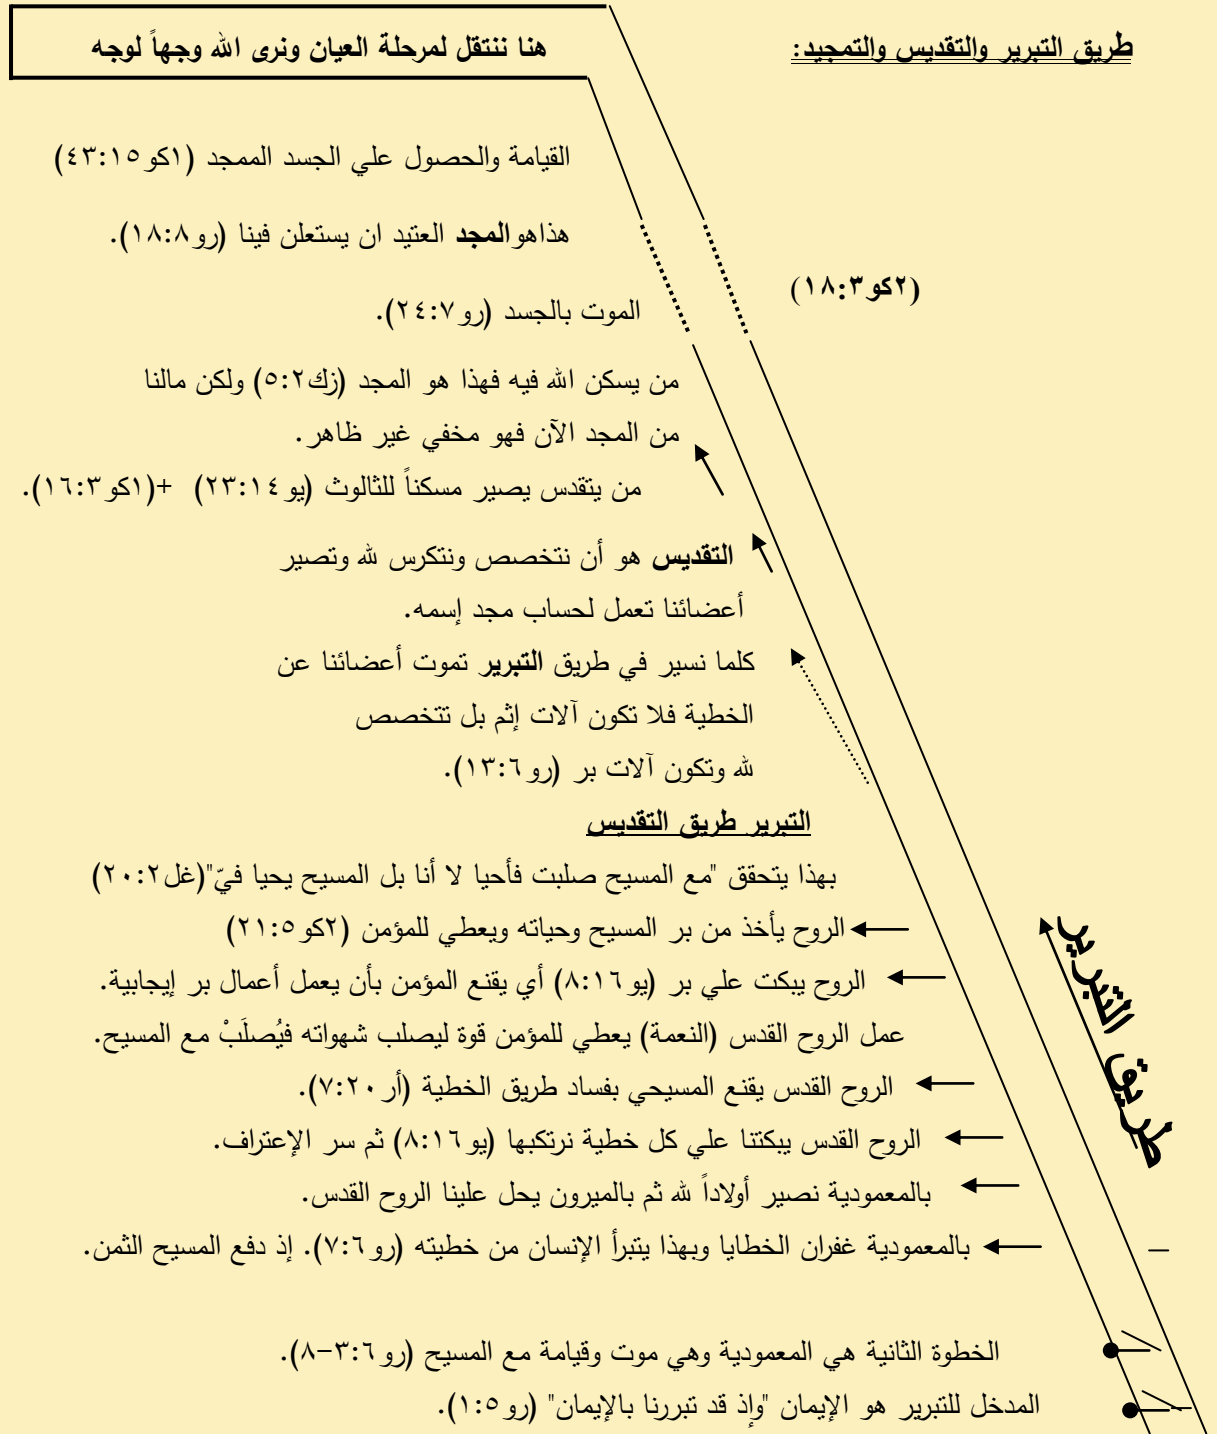 طريق التبرير والتقديس والتمجيد:
هنا ننتقل لمرحلة العيان ونرى الله وجهاً لوجه
القيامة والحصول علي الجسد الممجد (١كو١٥:٤٣)
هذاهوالمجد العتيد ان يستعلن فينا (رو٨:١٨).
(٢كو٣:١٨)
الموت بالجسد (رو٧:٢٤).
من يسكن الله فيه فهذا هو المجد (زك٢:٥) ولكن مالنا
من المجد الآن فهو مخفي غير ظاهر.
من يتقدس يصير مسكناً للثالوث (يو١٤:٢٣) +(١كو٣:١٦).
التقديس هو أن نتخصص ونتكرس لله وتصير
أعضائنا تعمل لحساب مجد إسمه.
كلما نسير في طريق التبرير تموت أعضائنا عن
الخطية فلا تكون آلات إثم بل تتخصص
لله وتكون آلات بر (رو٦:١٣).
التبرير طريق التقديس
بهذا يتحقق "مع المسيح صلبت فأحيا لا أنا بل المسيح يحيا فيّ"(غل٢:٢٠)
الروح يأخذ من بر المسيح وحياته ويعطي للمؤمن (٢كو٥:٢١)
الروح يبكت علي بر (يو١٦:٨) أي يقنع المؤمن بأن يعمل أعمال بر إيجابية.
عمل الروح القدس (النعمة) يعطي للمؤمن قوة ليصلب شهواته فيُصلَبْ مع المسيح.
الروح القدس يقنع المسيحي بفساد طريق الخطية (أر٢٠:٧).
الروح القدس يبكتنا علي كل خطية نرتكبها (يو١٦:٨) ثم سر الإعتراف.
بالمعمودية نصير أولاداً لله ثم بالميرون يحل علينا الروح القدس.
بالمعمودية غفران الخطايا وبهذا يتبرأ الإنسان من خطيته (رو٦:٧). إذ دفع المسيح الثمن.
طريق التبرير
الخطوة الثانية هي المعمودية وهي موت وقيامة مع المسيح (رو٦:٣-٨).
المدخل للتبرير هو الإيمان "وإذ قد تبررنا بالإيمان" (رو٥:١).